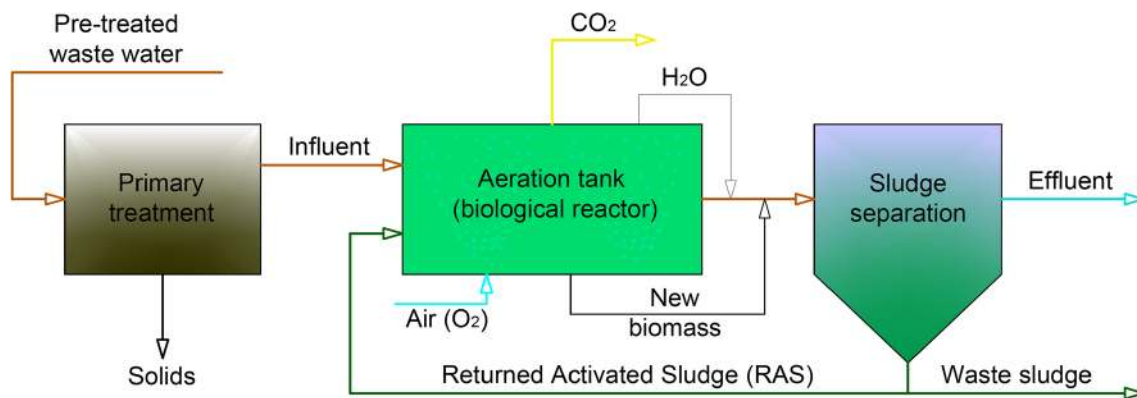 Pre-treated
waste water
CO₂
H₂O
Influent
Primary
treatment
Aeration tank
(biological reactor)
Sludge
separation
Effluent
Air (O₂)
New
biomass
Solids
Returned Activated Sludge (RAS)
Waste sludge